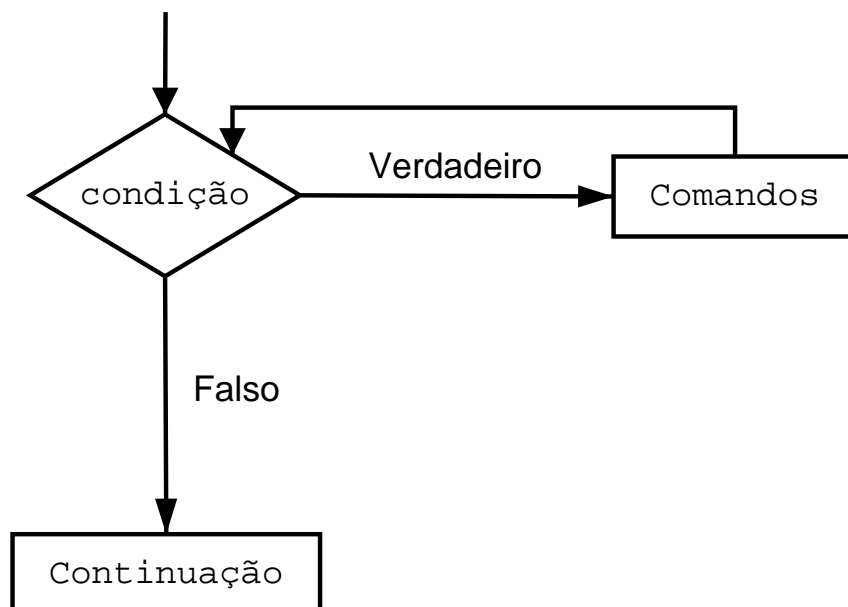 Verdadeiro
condição
Comandos
Falso
Continuação